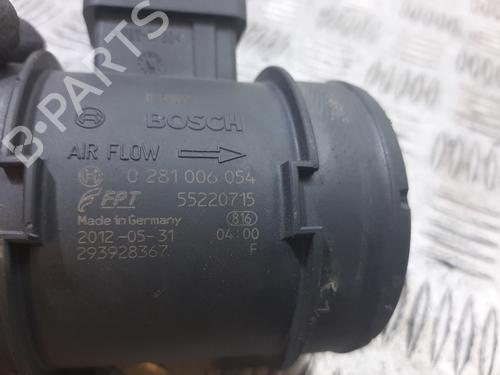 B-PARTS
BOSCH
AIR FLOW
0 281 006 054
FPT 55220715
Made in Germany 816
2012-05-31 04:00
293928367 F